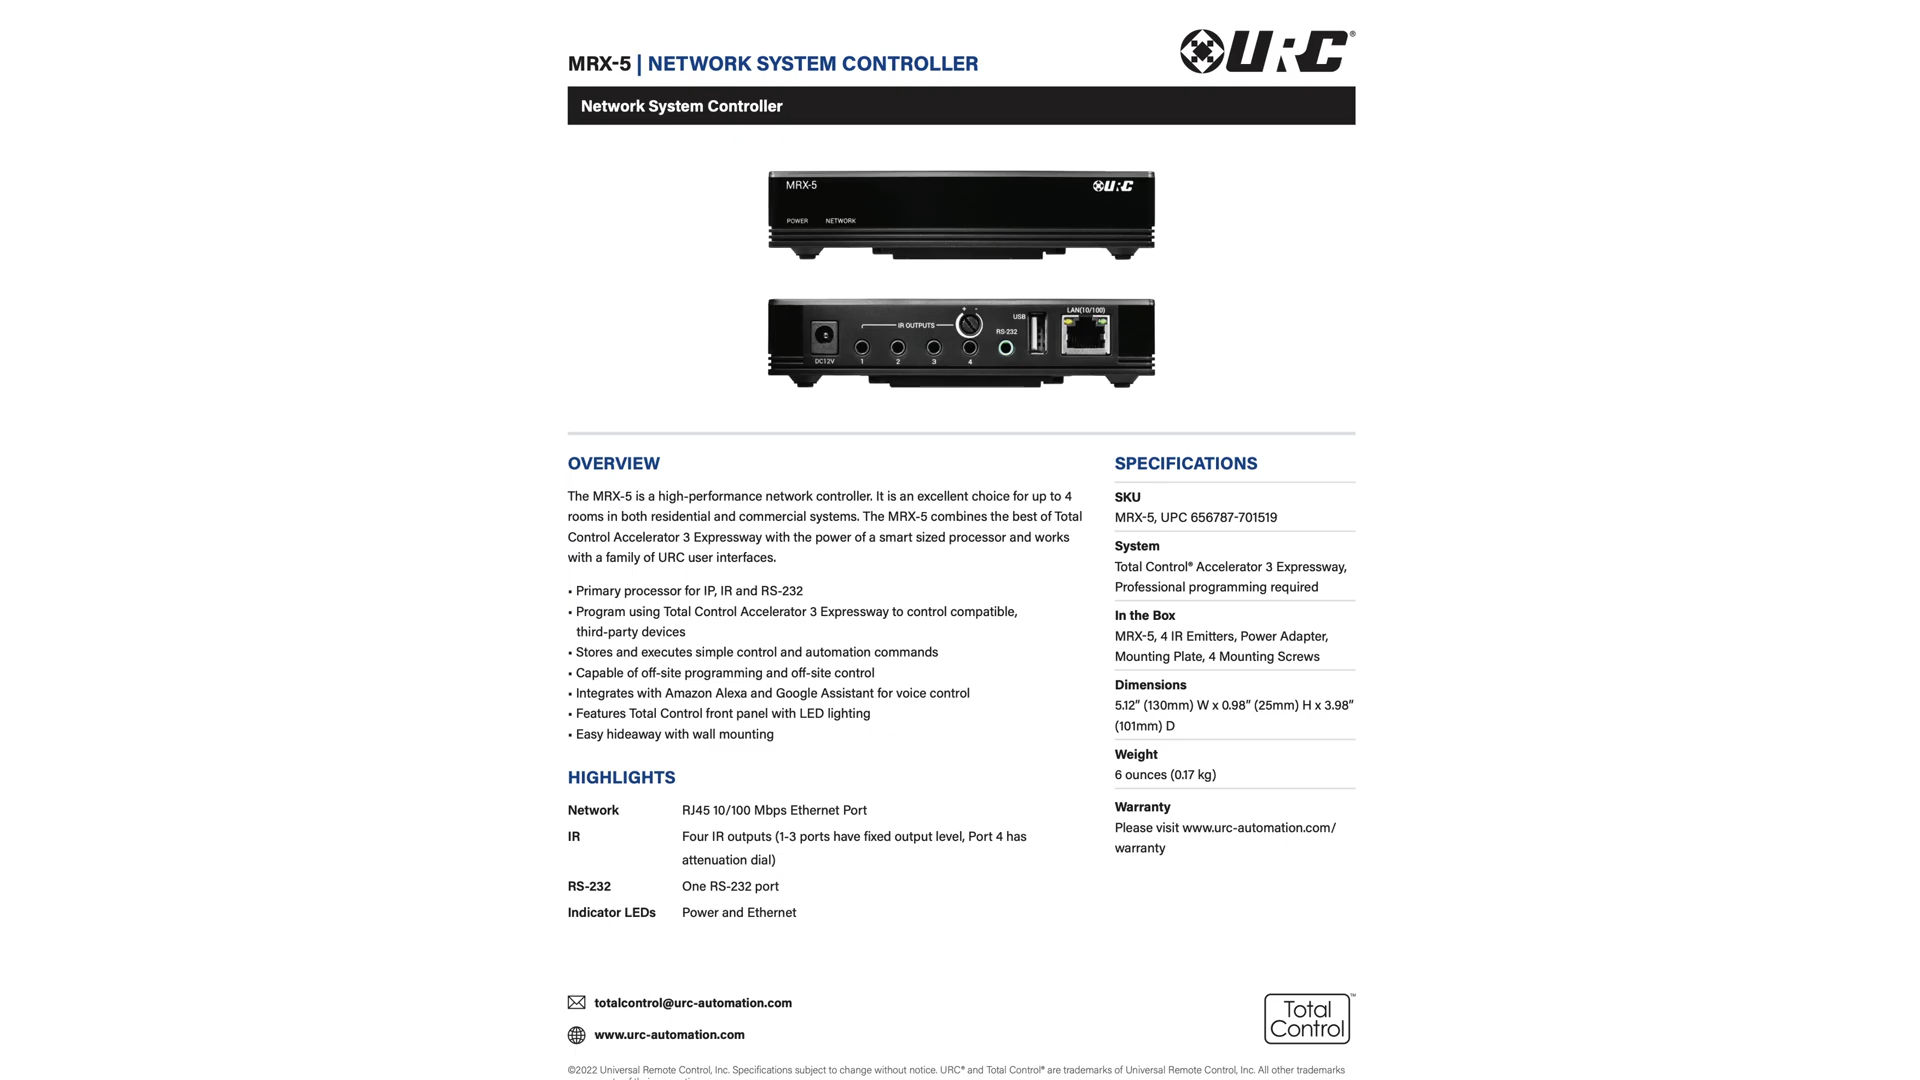 MRX-5 | NETWORK SYSTEM CONTROLLER
URC®
Network System Controller
MRX-5
URC
POWER NETWORK
DC12V
IR OUTPUTS
1 2 3 4
+ -
RS-232
USB
LAN(10/100)
OVERVIEW
The MRX-5 is a high-performance network controller. It is an excellent choice for up to 4
rooms in both residential and commercial systems. The MRX-5 combines the best of Total
Control Accelerator 3 Expressway with the power of a smart sized processor and works
with a family of URC user interfaces.
• Primary processor for IP, IR and RS-232
• Program using Total Control Accelerator 3 Expressway to control compatible,
third-party devices
• Stores and executes simple control and automation commands
• Capable of off-site programming and off-site control
• Integrates with Amazon Alexa and Google Assistant for voice control
• Features Total Control front panel with LED lighting
• Easy hideaway with wall mounting
HIGHLIGHTS
Network RJ45 10/100 Mbps Ethernet Port
IR Four IR outputs (1-3 ports have fixed output level, Port 4 has
attenuation dial)
RS-232 One RS-232 port
Indicator LEDs Power and Ethernet
SPECIFICATIONS
SKU
MRX-5, UPC 656787-701519
System
Total Control® Accelerator 3 Expressway,
Professional programming required
In the Box
MRX-5, 4 IR Emitters, Power Adapter,
Mounting Plate, 4 Mounting Screws
Dimensions
5.12” (130mm) W x 0.98” (25mm) H x 3.98”
(101mm) D
Weight
6 ounces (0.17 kg)
Warranty
Please visit www.urc-automation.com/
warranty
totalcontrol@urc-automation.com
www.urc-automation.com
Total
Control™
©2022 Universal Remote Control, Inc. Specifications subject to change without notice. URC® and Total Control® are trademarks of Universal Remote Control, Inc. All other trademarks